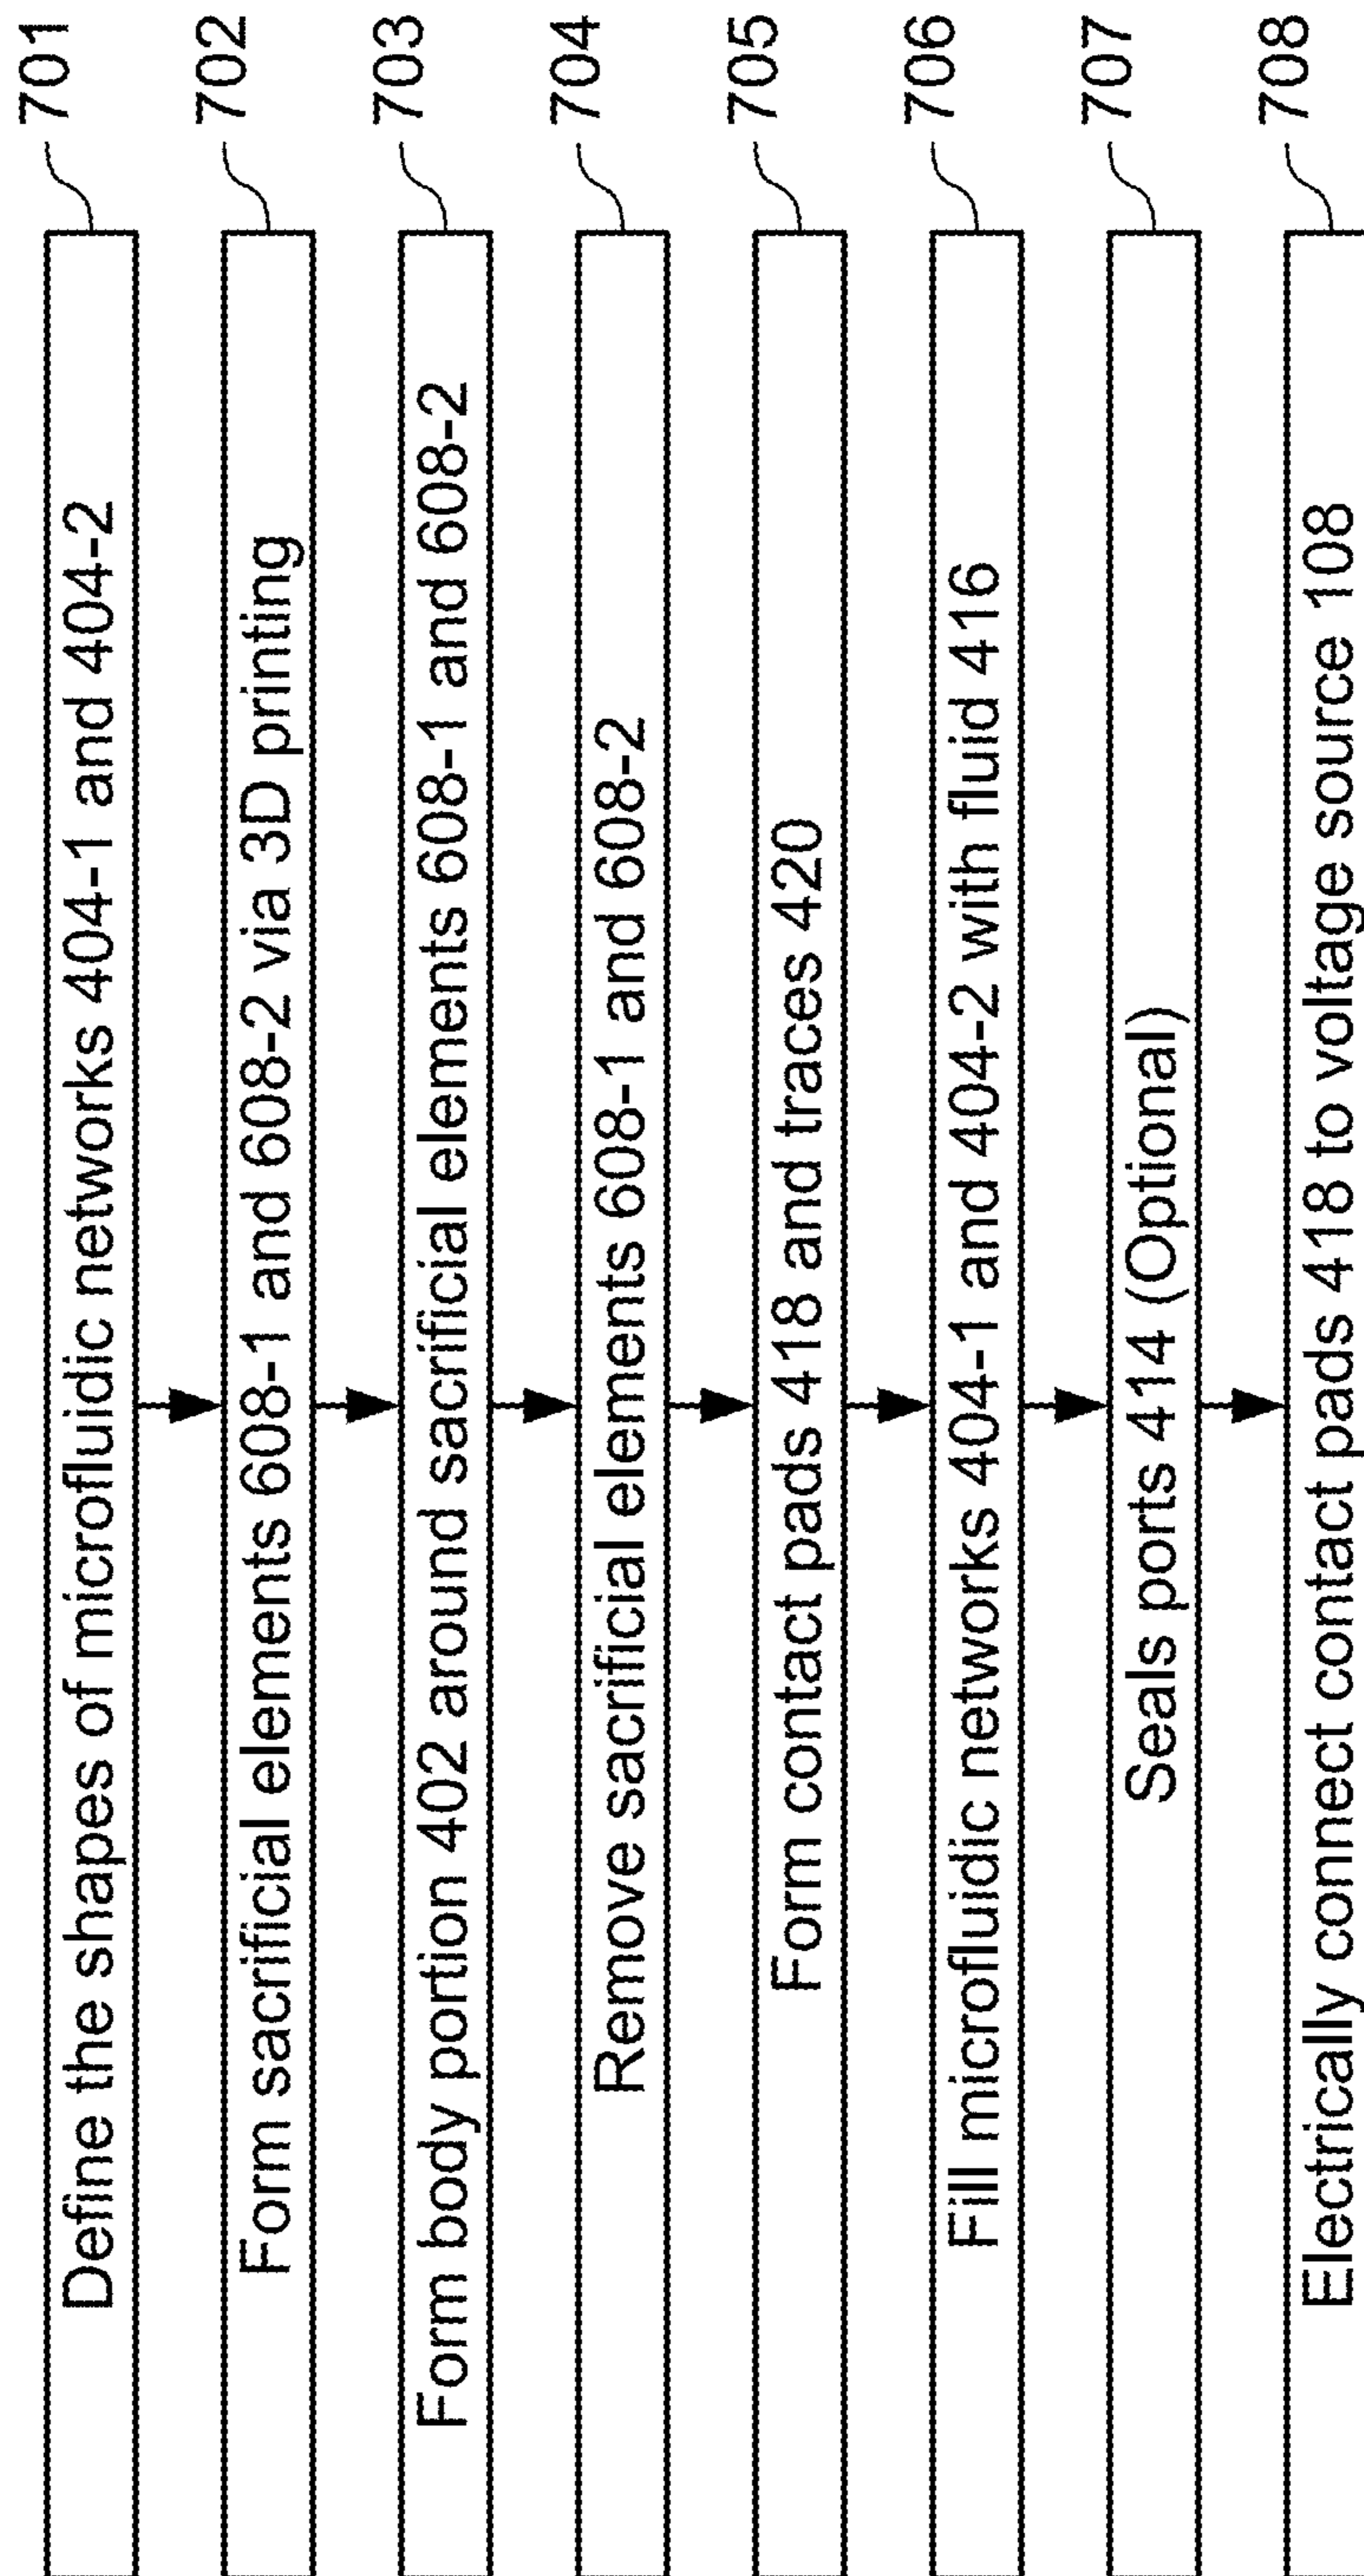 701
Define the shapes of microfluidic networks 404-1 and 404-2
702
Form sacrificial elements 608-1 and 608-2 via 3D printing
703
Form body portion 402 around sacrificial elements 608-1 and 608-2
704
Remove sacrificial elements 608-1 and 608-2
705
Form contact pads 418 and traces 420
706
Fill microfluidic networks 404-1 and 404-2 with fluid 416
707
Seals ports 414 (Optional)
708
Electrically connect contact pads 418 to voltage source 108